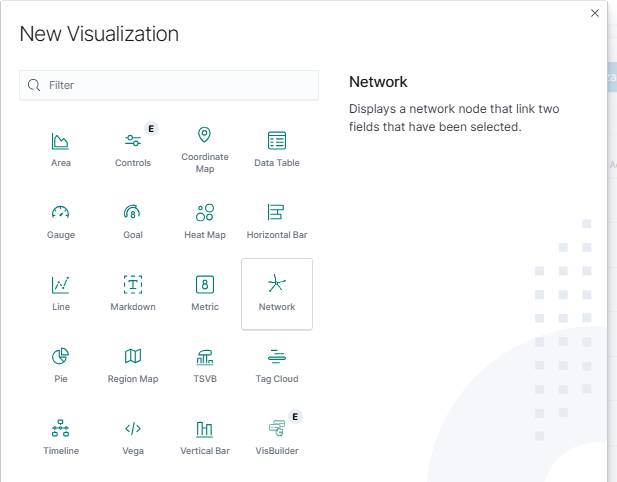 New Visualization
Filter
Network
Displays a network node that link two
fields that have been selected.
Area
E
Controls
Coordinate
Map
Data Table
Gauge
8
Goal
Heat Map
Horizontal Bar
Line
T
Markdown
8
Metric
Network
Pie
Region Map
TSVB
Tag Cloud
Timeline
Vega
Vertical Bar
E
VisBuilder